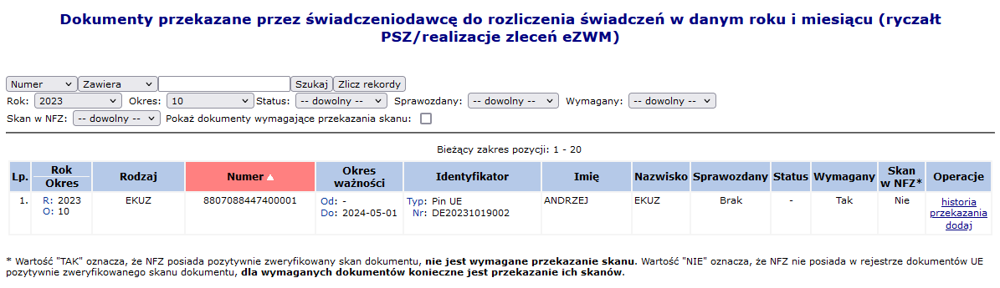 Dokumenty przekazane przez świadczeniodawcę do rozliczenia świadczeń w danym roku i miesiącu (ryczałt
PSZ/realizacje zleceń eZWM)
Numer Zawiera Szukaj Zlicz rekordy
Rok: 2023 Okres: 10 Status: -- dowolny -- Sprawozdany: -- dowolny -- Wymagany: -- dowolny --
Skan w NFZ: -- dowolny -- Pokaż dokumenty wymagające przekazania skanu:
Bieżący zakres pozycji: 1 - 20
Lp. Rok Okres Rodzaj Numer Okres ważności Identyfikator Imię Nazwisko Sprawozdany Status Wymagany Skan w NFZ* Operacje
1. R: 2023 EKUZ 8807088447400001 Od: - Typ: Pin UE ANDRZEJ EKUZ Brak - Tak Nie historia
O: 10 Do: 2024-05-01 Nr: DE20231019002 przekazania
dodaj
* Wartość "TAK" oznacza, że NFZ posiada pozytywnie zweryfikowany skan dokumentu, nie jest wymagane przekazanie skanu. Wartość "NIE" oznacza, że NFZ nie posiada w rejestrze dokumentów UE
pozytywnie zweryfikowanego skanu dokumentu, dla wymaganych dokumentów konieczne jest przekazanie ich skanów.